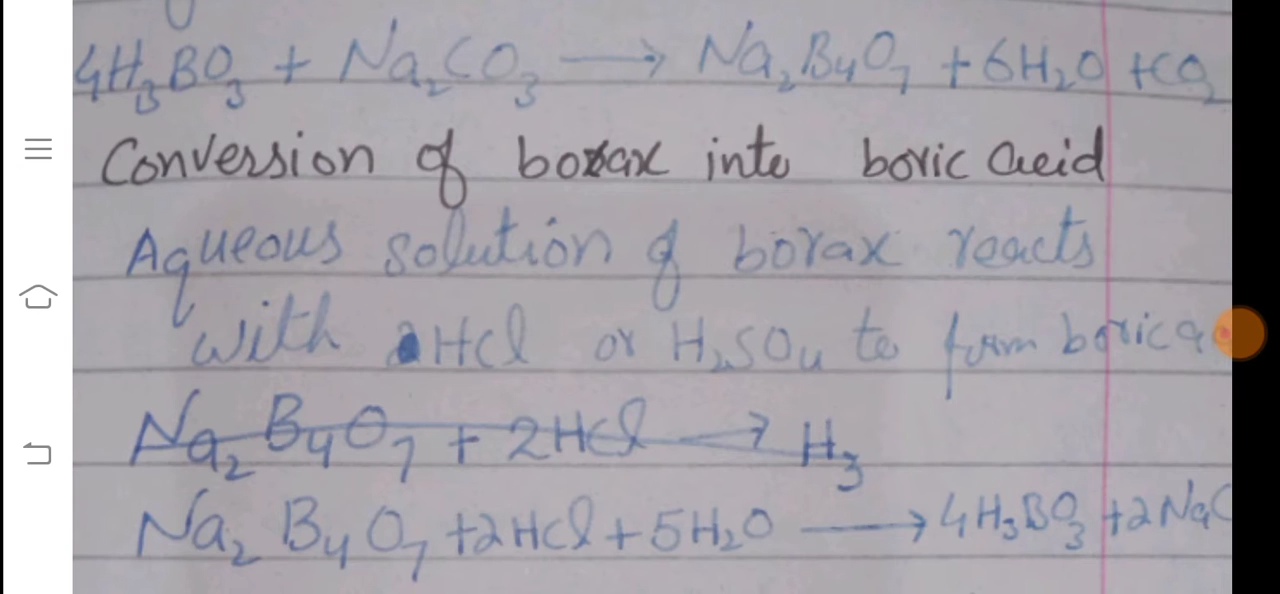 4H₃BO₃ + Na₂CO₃ → Na₂B4O7 + 6H₂O + CO₂
Conversion of borax into boric acid
Aqueous solution of borax reacts
with HCl or H₂SO4 to form boric a
Na₂B4O7 + 2HCl → H₃
Na₂B4O7 + 2HCl + 5H₂O → 4H₃BO₃ + 2NaC